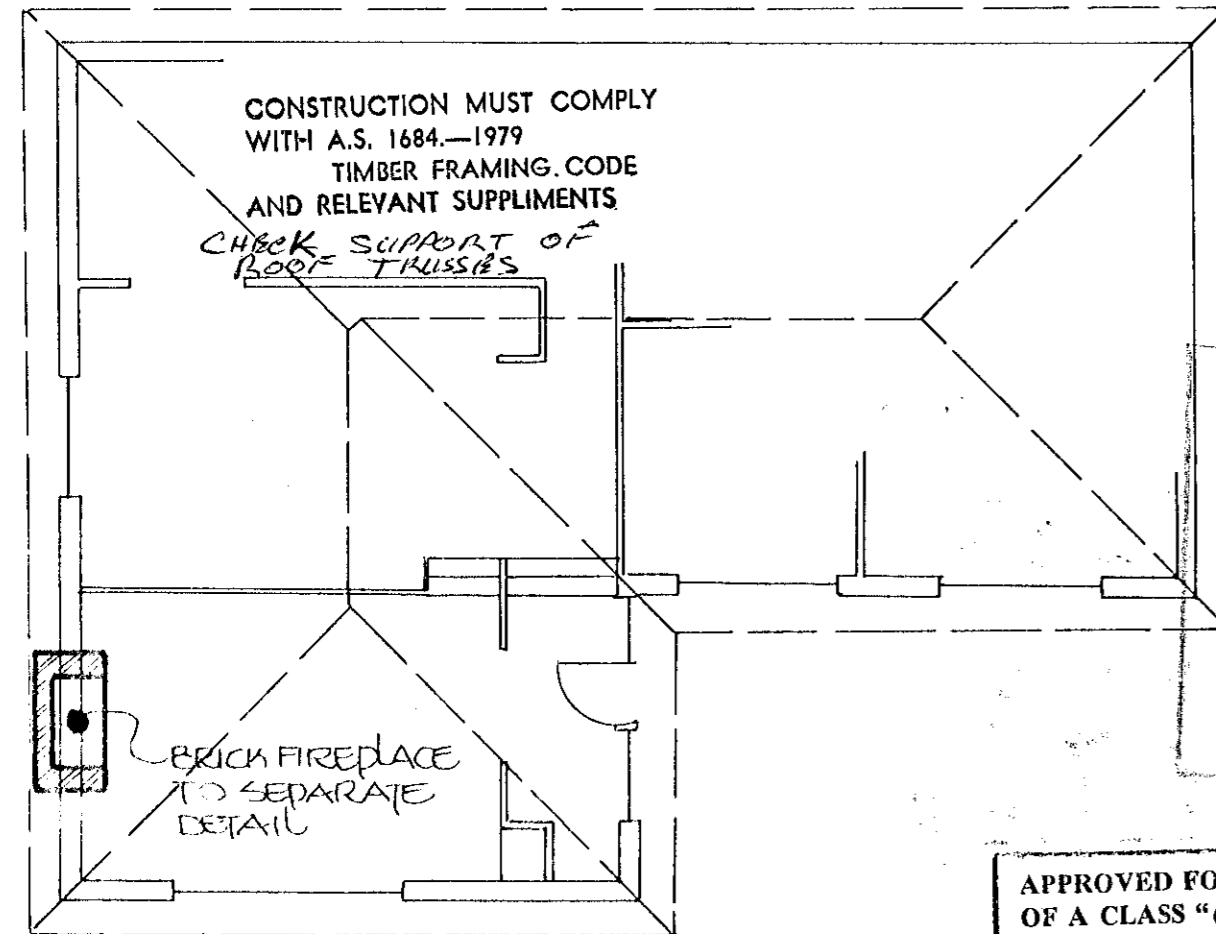 CONSTRUCTION MUST COMPLY
WITH A.S. 1684.—1979
TIMBER FRAMING. CODE
AND RELEVANT SUPPLIMENTS
CHECK SUPPORT OF
ROOF TRUSSES
BRICK FIREPLACE
TO SEPARATE
DETAIL
APPROVED FO
OF A CLASS "